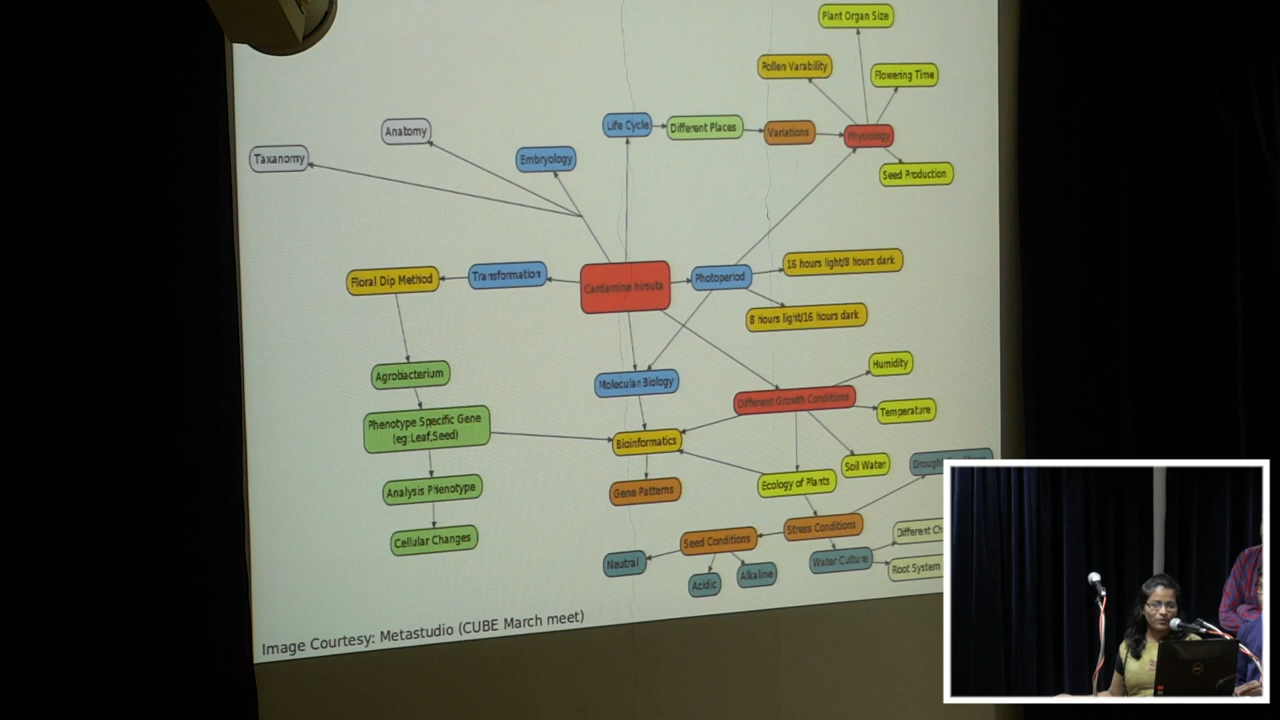 Plant Organ Size
Pollen Varability
Flowering Time
Anatomy
Life Cycle
Different Places
Variations
Physiology
Taxanomy
Embryology
Seed Production
Floral Dip Method
Transformation
Cardamine hirsuta
Photoperiod
16 hours light/8 hours dark
8 Hours light/16 hours dark
Agrobacterium
Molecular Biology
Humidity
Different Growth Conditions
Temperature
Phenotype Specific Gene
(eg:Leaf,Seed)
Bioinformatics
Soil Water
Analysis Phenotype
Gene Patterns
Ecology of Plants
Cellular Changes
Seed Conditions
Stress Conditions
Different Ch
Neutral
Acidic
Alkaline
Water Culture
Root System
Image Courtesy: Metastudio (CUBE March meet)